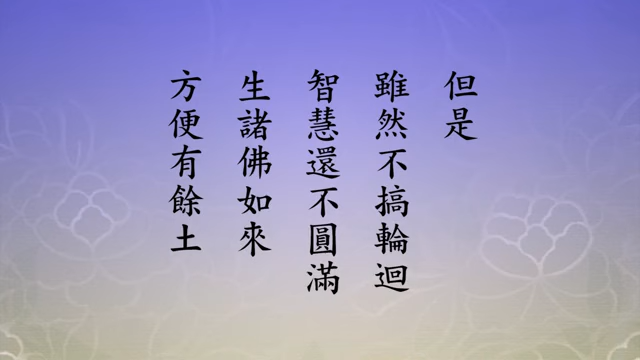 但是
雖然不搞輪迴
智慧還不圓滿
生諸佛如來
方便有餘土